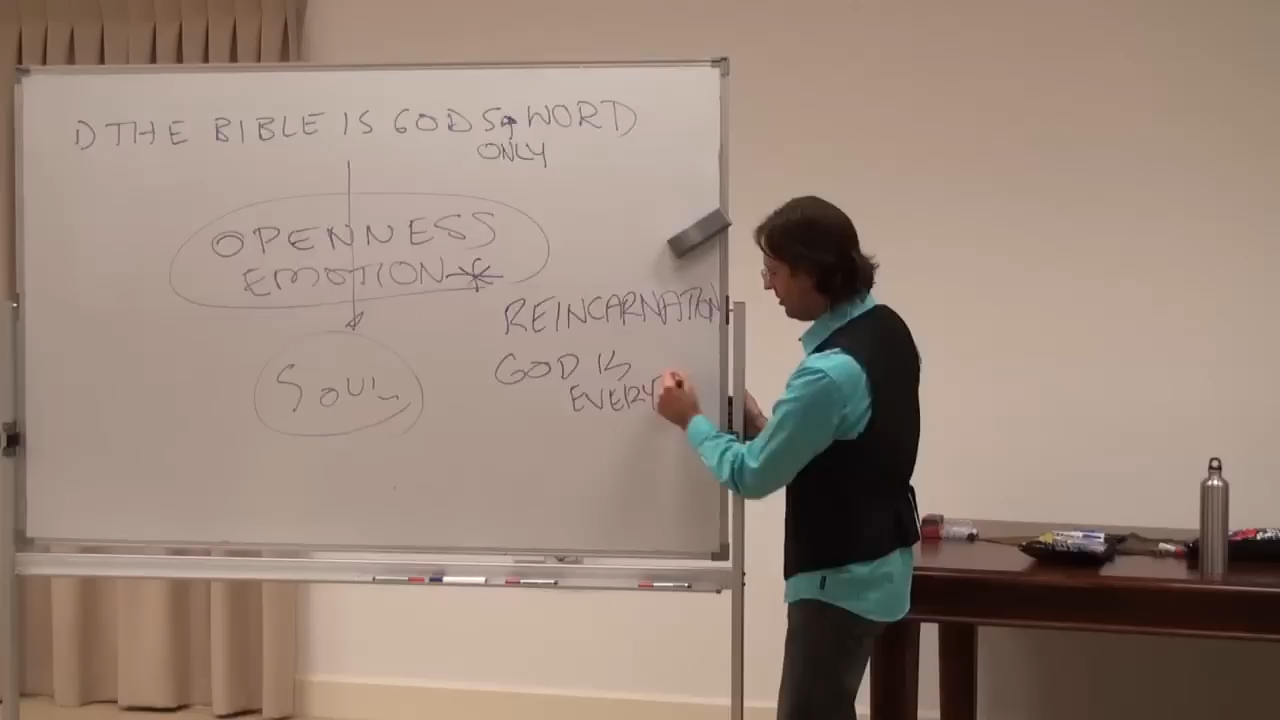 1) THE BIBLE IS GODS WORD
ONLY
OPENNESS
EMOTION
SOUL
REINCARNATION
GOD IS
EVERY